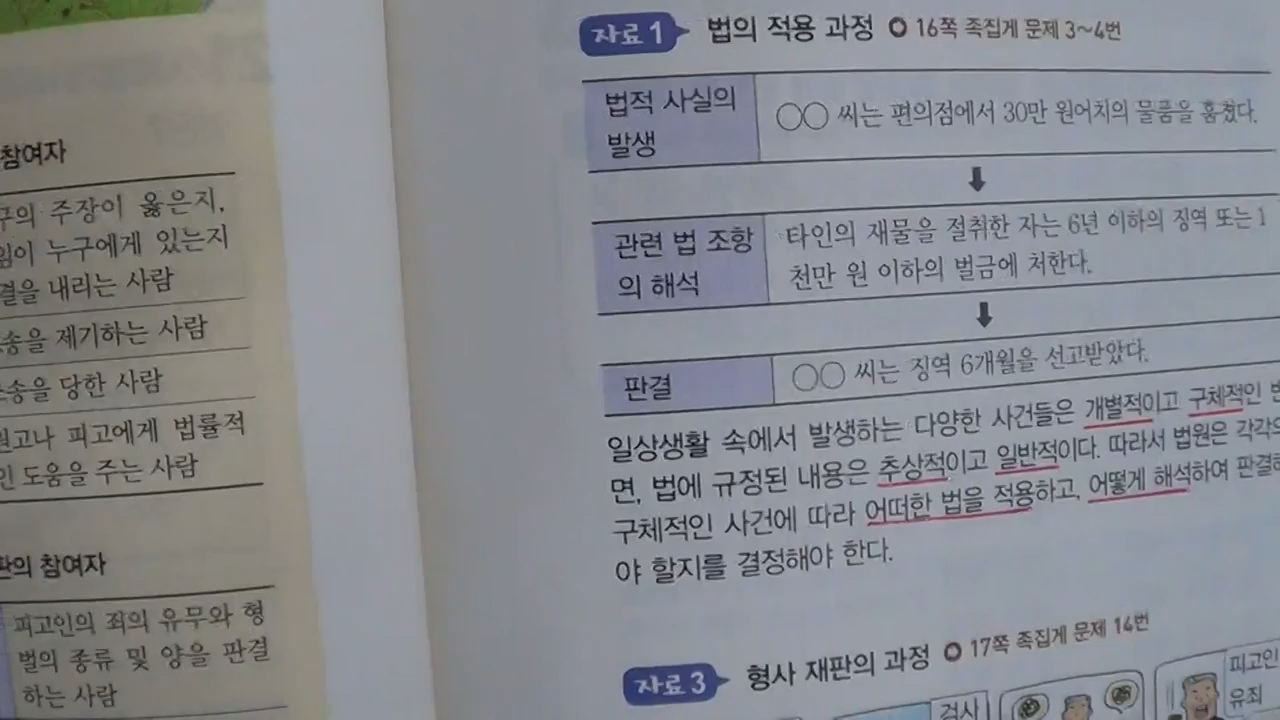 참여자
구의 주장이 옳은지,
임이 누구에게 있는지
결을 내리는 사람
송을 제기하는 사람
소송을 당한 사람
원고나 피고에게 법률적
인 도움을 주는 사람
판의 참여자
피고인의 죄의 유무와 형
벌의 종류 및 양을 판결
하는 사람
자료 1 법의 적용 과정 16쪽 족집게 문제 3~4번
법적 사실의
발생
○○ 씨는 편의점에서 30만 원어치의 물품을 훔쳤다.
관련 법 조항
의 해석
타인의 재물을 절취한 자는 6년 이하의 징역 또는 1
천만 원 이하의 벌금에 처한다.
판결
○○ 씨는 징역 6개월을 선고받았다.
일상생활 속에서 발생하는 다양한 사건들은 개별적이고 구체적인
면, 법에 규정된 내용은 추상적이고 일반적이다. 따라서 법원은 각각의
구체적인 사건에 따라 어떠한 법을 적용하고, 어떻게 해석하여 판결해
야 할지를 결정해야 한다.
자료 3 형사 재판의 과정 17쪽 족집게 문제 14번
검사
피고인
유죄